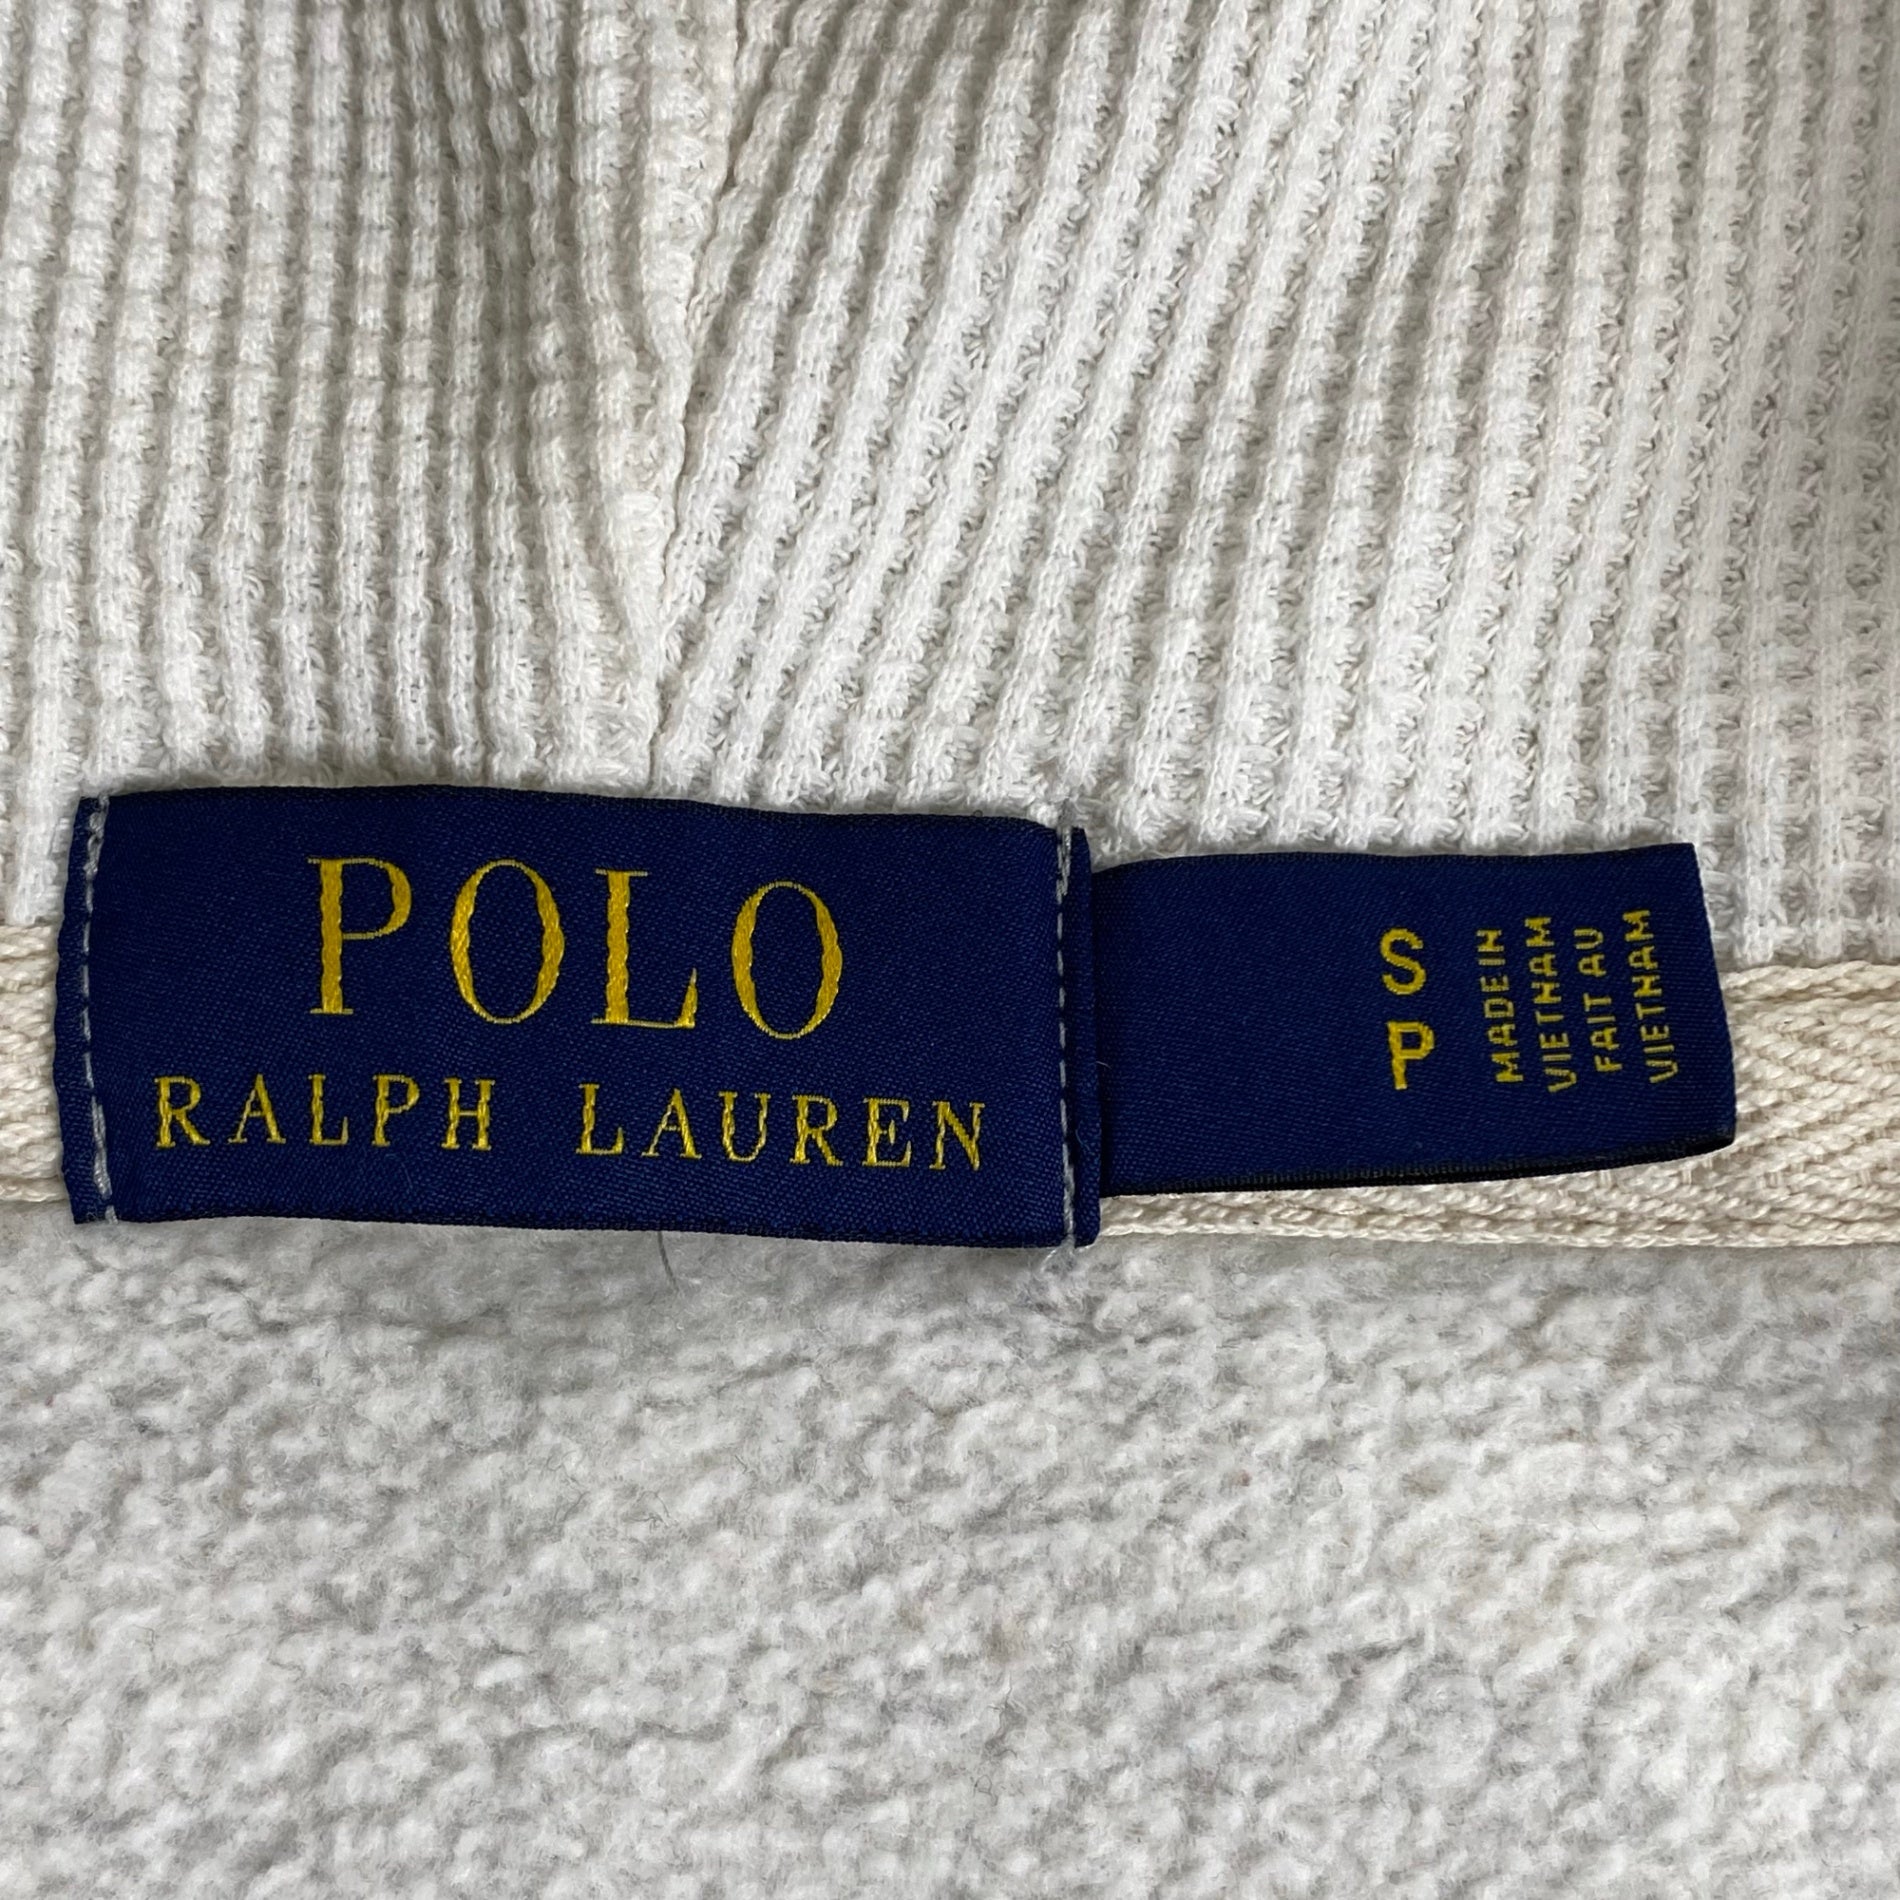 POLO
RALPH LAUREN
S
P
MADE IN
VIETNAM
FAIT AU
VIETNAM